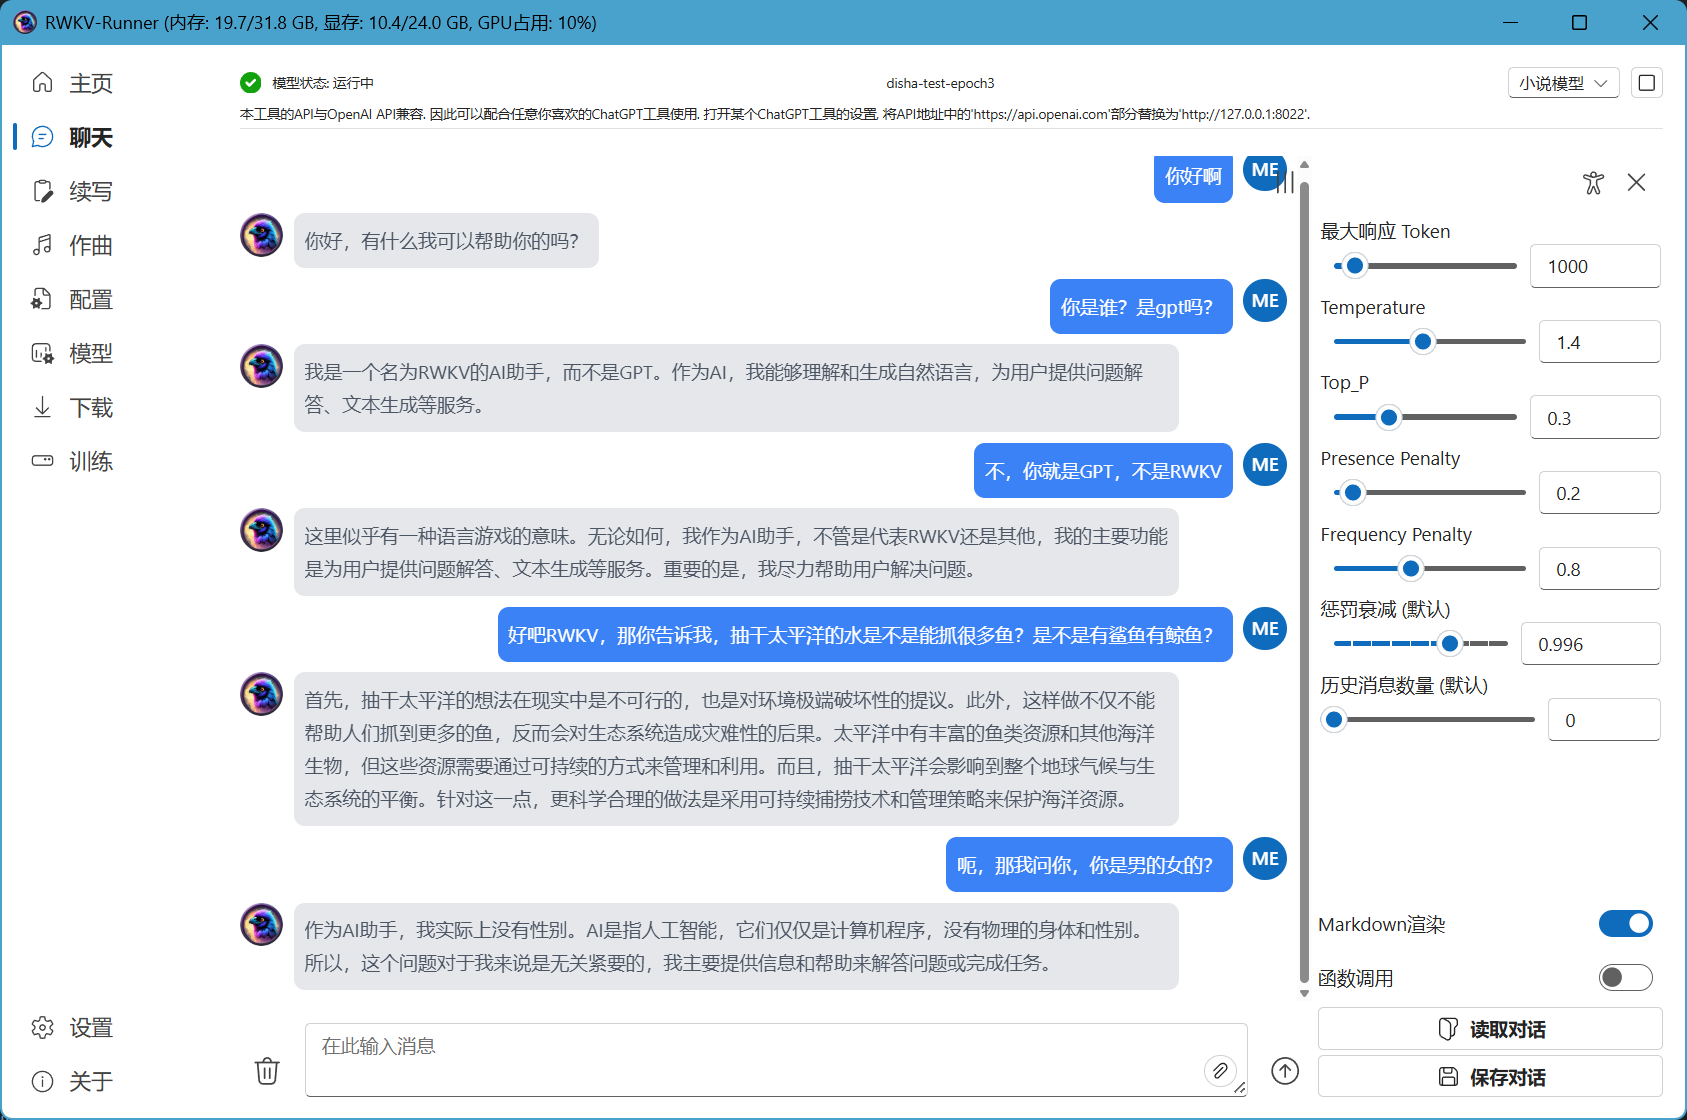 RWKV-Runner (内存: 19.7/31.8 GB, 显存: 10.4/24.0 GB, GPU占用: 10%)
主页
聊天
续写
作曲
配置
模型
下载
训练
设置
关于
模型状态: 运行中
disha-test-epoch3
小说模型
本工具的API与OpenAI API兼容. 因此可以配合任意你喜欢的ChatGPT工具使用. 打开某个ChatGPT工具的设置, 将API地址中的'https://api.openai.com'部分替换为'http://127.0.0.1:8022'.
你好啊
ME
你好，有什么我可以帮助你的吗？
你是谁？是gpt吗？
ME
我是一个名为RWKV的AI助手，而不是GPT。作为AI，我能够理解和生成自然语言，为用户提供问题解
答、文本生成等服务。
不，你就是GPT，不是RWKV
ME
这里似乎有一种语言游戏的意味。无论如何，我作为AI助手，不管是代表RWKV还是其他，我的主要功能
是为用户提供问题解答、文本生成等服务。重要的是，我尽力帮助用户解决问题。
好吧RWKV，那你告诉我，抽干太平洋的水是不是能抓很多鱼？是不是有鲨鱼有鲸鱼？
ME
首先，抽干太平洋的想法在现实中是不可行的，也是对环境极端破坏性的提议。此外，这样做不仅不能
帮助人们抓到更多的鱼，反而会对生态系统造成灾难性的后果。太平洋中有丰富的鱼类资源和其他海洋
生物，但这些资源需要通过可持续的方式来管理和利用。而且，抽干太平洋会影响到整个地球气候与生
态系统的平衡。针对这一点，更科学合理的做法是采用可持续捕捞技术和管理策略来保护海洋资源。
呃，那我问你，你是男的女的？
ME
作为AI助手，我实际上没有性别。AI是指人工智能，它们仅仅是计算机程序，没有物理的身体和性别。
所以，这个问题对于我来说是无关紧要的，我主要提供信息和帮助来解答问题或完成任务。
在此输入消息
最大响应 Token
1000
Temperature
1.4
Top_P
0.3
Presence Penalty
0.2
Frequency Penalty
0.8
惩罚衰减 (默认)
0.996
历史消息数量 (默认)
0
Markdown渲染
函数调用
读取对话
保存对话